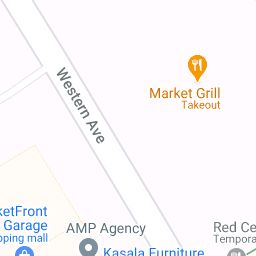 Western Ave
Market Grill
Takeout
ketFront
Garage
pping mall
AMP Agency
Kasala Furniture
Red Ce
Tempora